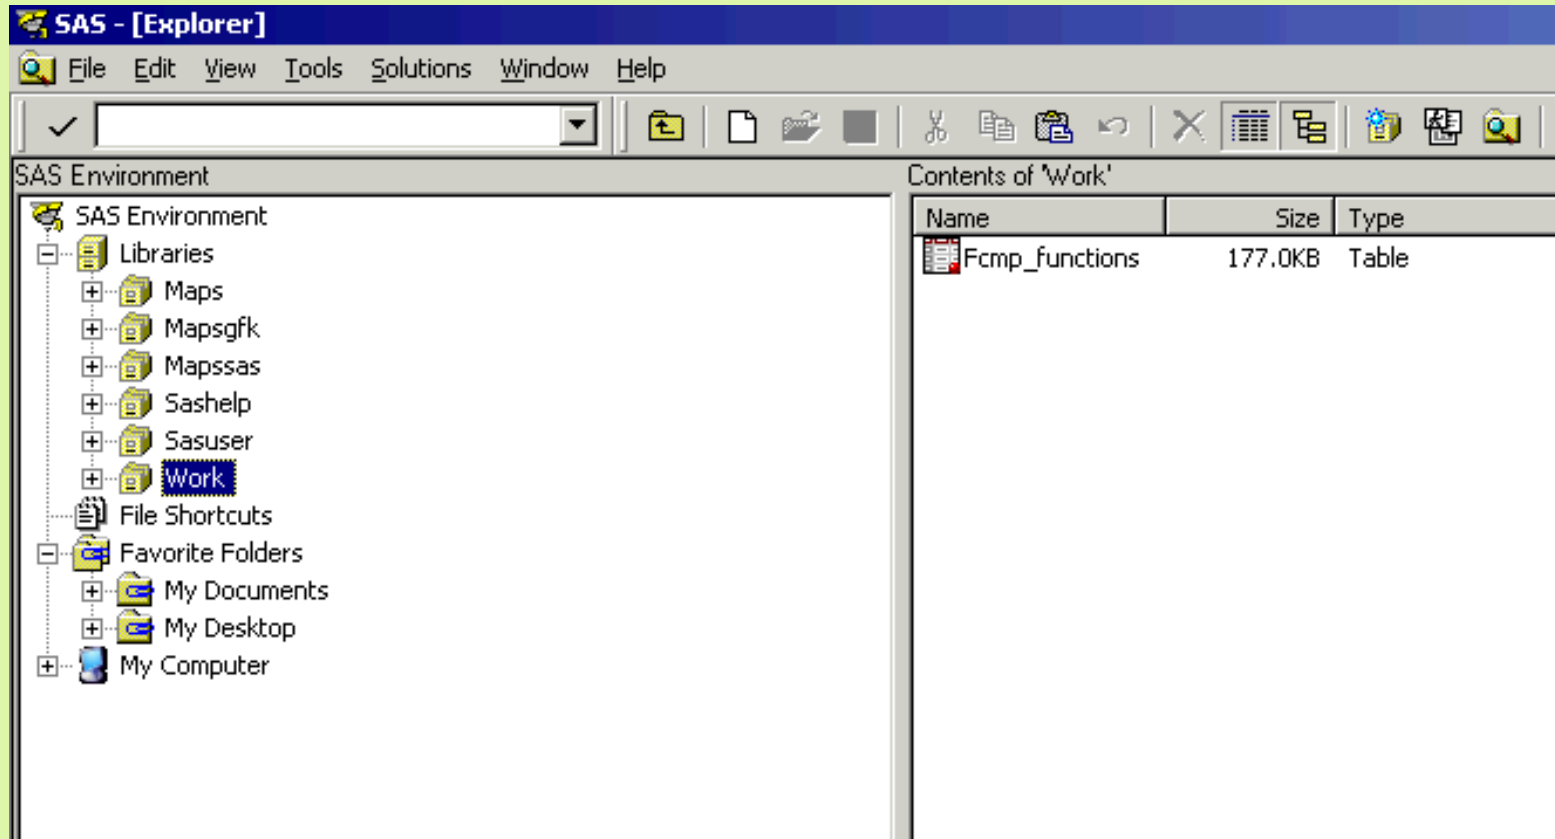 SAS - [Explorer]
File Edit View Tools Solutions Window Help
SAS Environment
Contents of 'Work'
SAS Environment
Name Size Type
Libraries
Fcmp_functions 177.0KB Table
Maps
Mapsgfk
Mapssas
Sashelp
Sasuser
Work
File Shortcuts
Favorite Folders
My Documents
My Desktop
My Computer